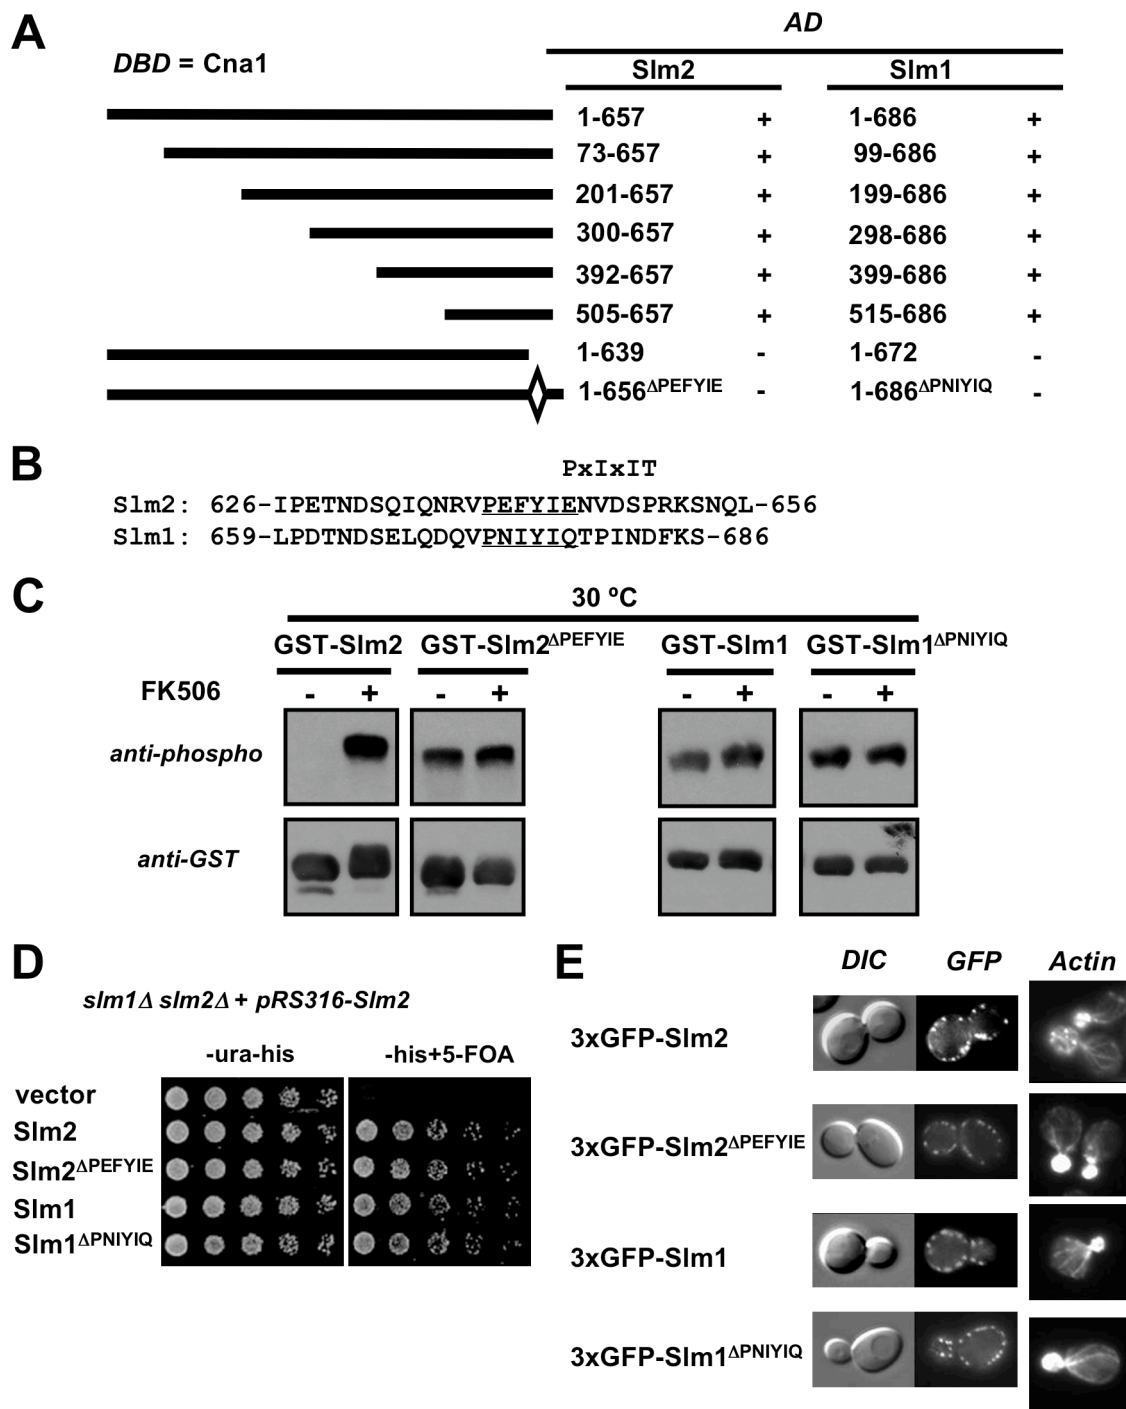 A
AD
DBD = Cna1
Slm2 Slm1
1-657 + 1-686 +
73-657 + 99-686 +
201-657 + 199-686 +
300-657 + 298-686 +
392-657 + 399-686 +
505-657 + 515-686 +
1-639 - 1-672 -
1-656ΔPEFYIE - 1-686ΔPNIYIQ -
B
PxIxIT
Slm2: 626-IPETNDSQIQNRVPEFYIENVDSPRKSNQL-656
Slm1: 659-LPDTNDSELQDQVPNIYIQTPINDFKS-686
C
30 ºC
GST-Slm2 GST-Slm2ΔPEFYIE GST-Slm1 GST-Slm1ΔPNIYIQ
FK506 - + - + - + - +
anti-phospho
anti-GST
D
slm1Δ slm2Δ + pRS316-Slm2
-ura-his -his+5-FOA
vector
Slm2
Slm2ΔPEFYIE
Slm1
Slm1ΔPNIYIQ
E
DIC GFP Actin
3xGFP-Slm2
3xGFP-Slm2ΔPEFYIE
3xGFP-Slm1
3xGFP-Slm1ΔPNIYIQ